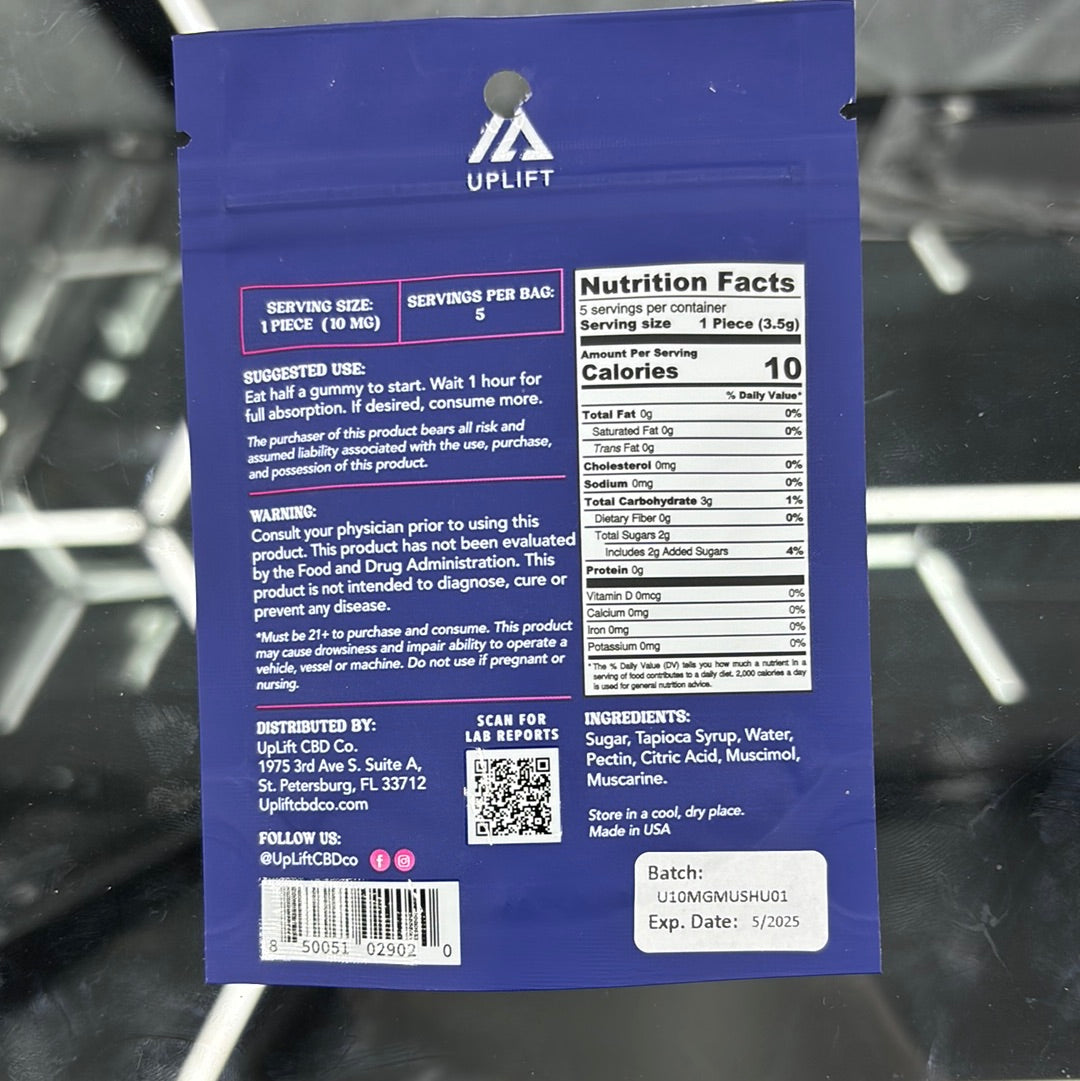 UPLIFT
SERVING SIZE:
1 PIECE (10 MG)
SERVINGS PER BAG:
5
SUGGESTED USE:
Eat half a gummy to start. Wait 1 hour for
full absorption. If desired, consume more.
The purchaser of this product bears all risk and
assumed liability associated with the use, purchase,
and possession of this product.
WARNING:
Consult your physician prior to using this
product. This product has not been evaluated
by the Food and Drug Administration. This
product is not intended to diagnose, cure or
prevent any disease.
*Must be 21+ to purchase and consume. This product
may cause drowsiness and impair ability to operate a
vehicle, vessel or machine. Do not use if pregnant or
nursing.
DISTRIBUTED BY:
UpLift CBD Co.
1975 3rd Ave S. Suite A,
St. Petersburg, FL 33712
Upliftcbdco.com
FOLLOW US:
@UpLiftCBDco
8 50051 02902 0
SCAN FOR
LAB REPORTS
Nutrition Facts
5 servings per container
Serving size 1 Piece (3.5g)
Amount Per Serving
Calories 10
% Daily Value*
Total Fat 0g 0%
Saturated Fat 0g 0%
Trans Fat 0g
Cholesterol 0mg 0%
Sodium 0mg 0%
Total Carbohydrate 3g 1%
Dietary Fiber 0g 0%
Total Sugars 2g
Includes 2g Added Sugars 4%
Protein 0g
Vitamin D 0mcg 0%
Calcium 0mg 0%
Iron 0mg 0%
Potassium 0mg 0%
* The % Daily Value (DV) tells you how much a nutrient in a
serving of food contributes to a daily diet. 2,000 calories a day
is used for general nutrition advice.
INGREDIENTS:
Sugar, Tapioca Syrup, Water,
Pectin, Citric Acid, Muscimol,
Muscarine.
Store in a cool, dry place.
Made in USA
Batch:
U10MGMUSHU01
Exp. Date: 5/2025